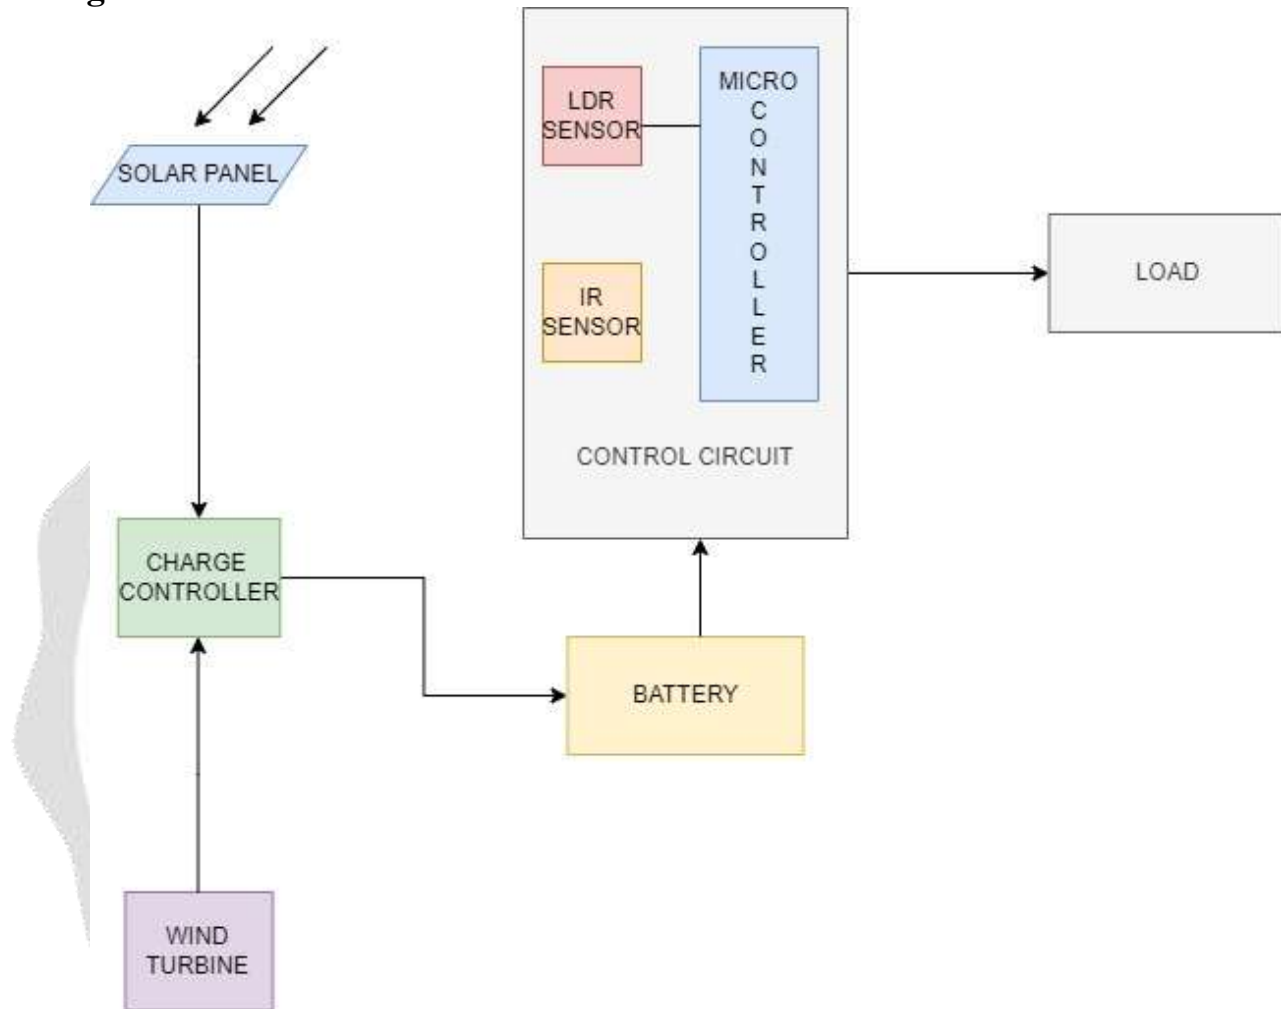 LDR
SENSOR
MICRO
C
O
N
T
R
O
L
L
E
R
SOLAR PANEL
IR
SENSOR
LOAD
CONTROL CIRCUIT
CHARGE
CONTROLLER
BATTERY
WIND
TURBINE